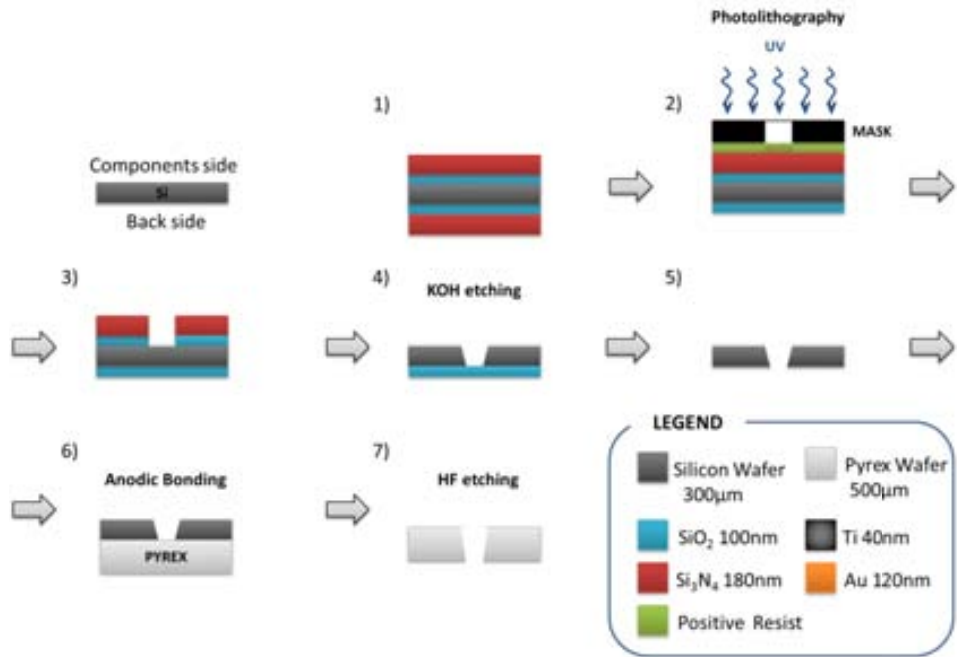 Photolithography
UV
1)
2)
MASK
Components side
Si
Back side
3)
4)
KOH etching
5)
6)
Anodic Bonding
PYREX
7)
HF etching
LEGEND
Silicon Wafer
300μm
Pyrex Wafer
500μm
SiO₂ 100nm
Ti 40nm
Si₃N₄ 180nm
Au 120nm
Positive Resist